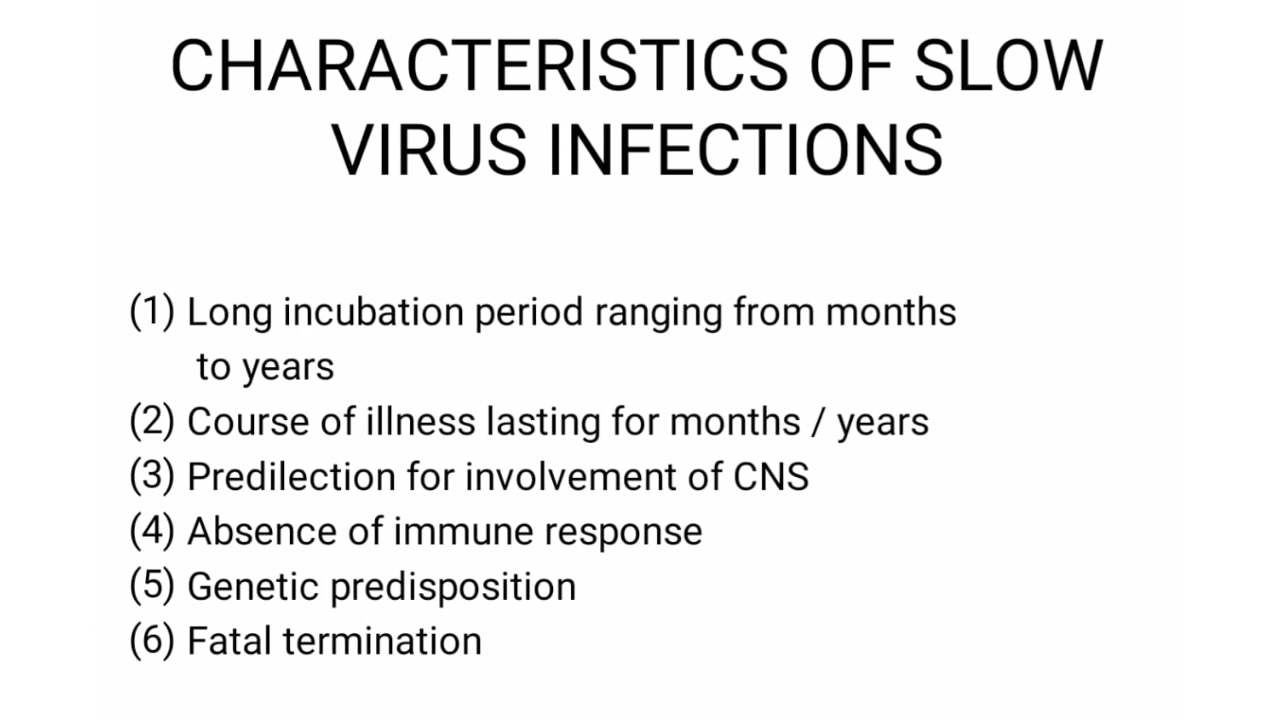 CHARACTERISTICS OF SLOW
VIRUS INFECTIONS
(1) Long incubation period ranging from months
to years
(2) Course of illness lasting for months / years
(3) Predilection for involvement of CNS
(4) Absence of immune response
(5) Genetic predisposition
(6) Fatal termination